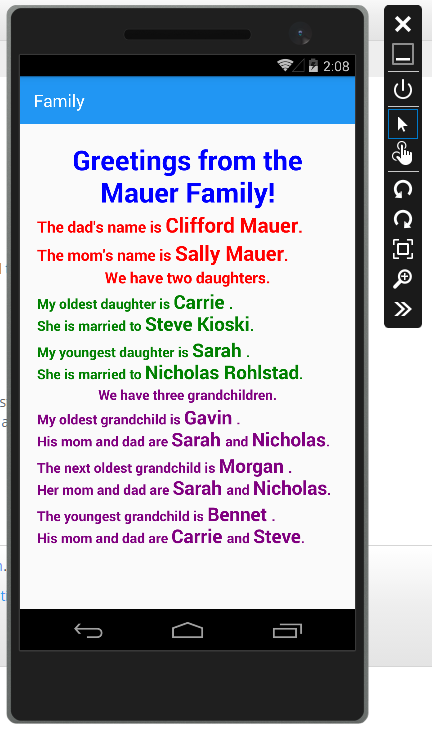 2:08
Family
Greetings from the
Mauer Family!
The dad's name is Clifford Mauer.
The mom's name is Sally Mauer.
We have two daughters.
My oldest daughter is Carrie .
She is married to Steve Kioski.
My youngest daughter is Sarah .
She is married to Nicholas Rohlstad.
We have three grandchildren.
My oldest grandchild is Gavin .
His mom and dad are Sarah and Nicholas.
The next oldest grandchild is Morgan .
Her mom and dad are Sarah and Nicholas.
The youngest grandchild is Bennet .
His mom and dad are Carrie and Steve.